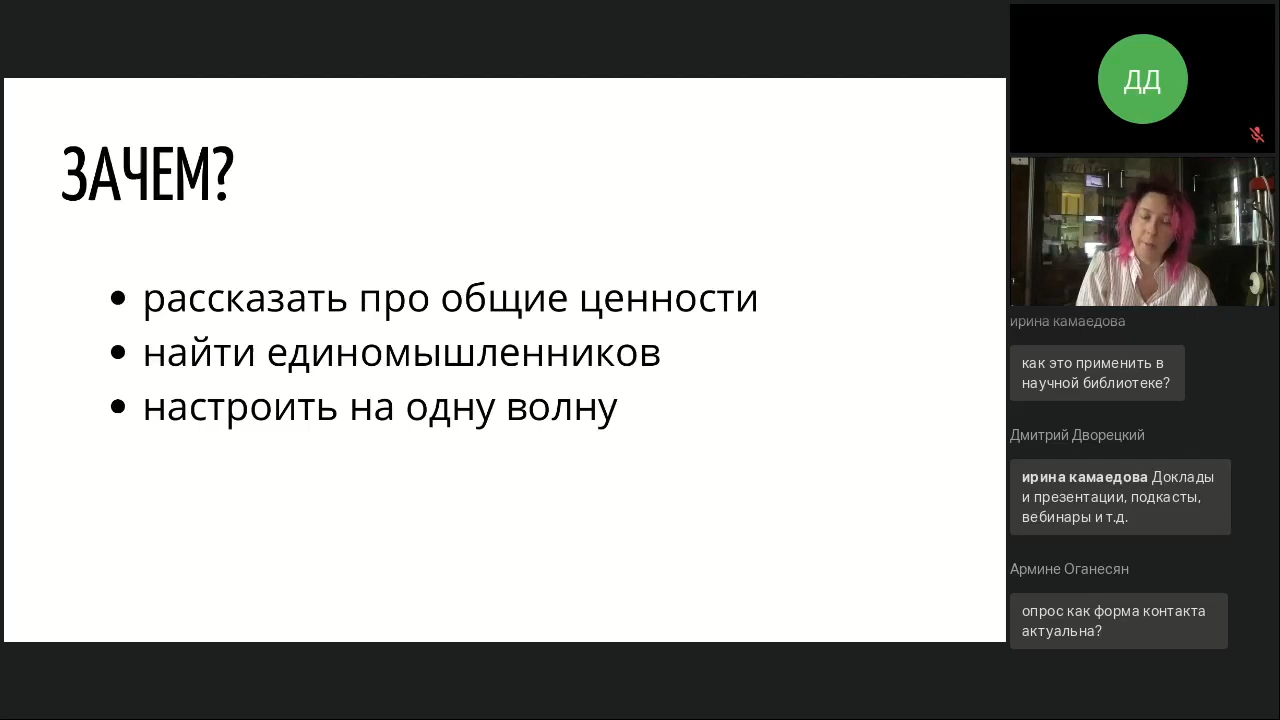 ЗАЧЕМ?
рассказать про общие ценности
найти единомышленников
настроить на одну волну
ДД
ирина камаедова
как это применить в
научной библиотеке?
Дмитрий Дворецкий
ирина камаедова Доклады
и презентации, подкасты,
вебинары и т.д.
Армине Оганесян
опрос как форма контакта
актуальна?